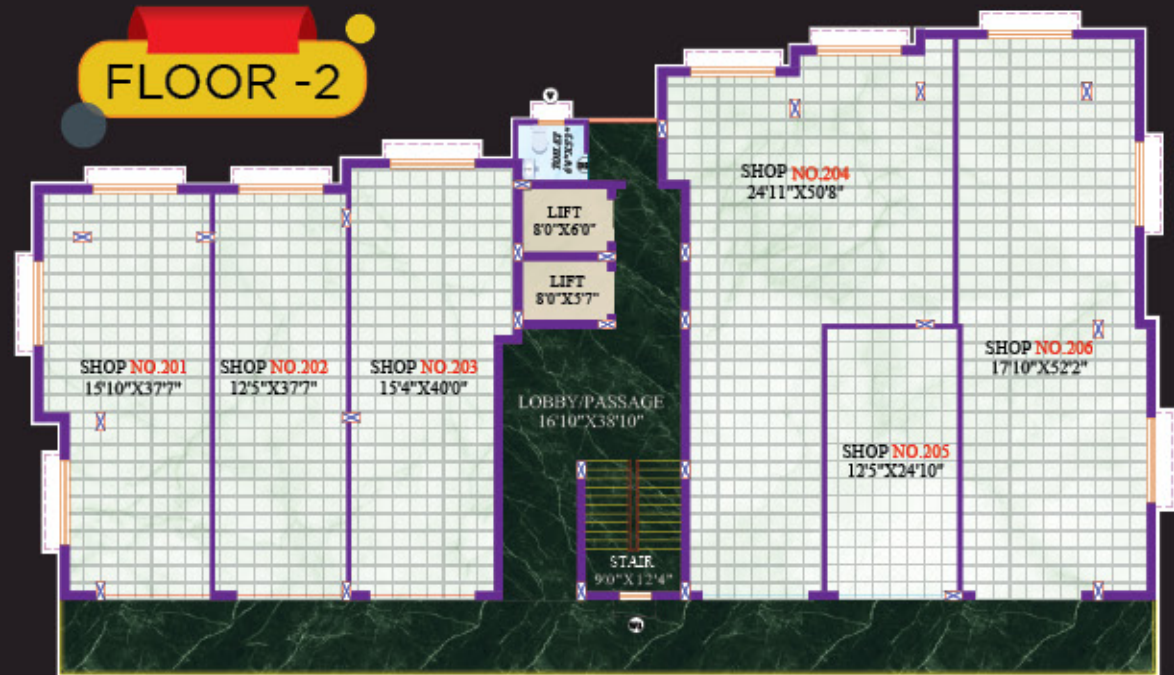 FLOOR -2
V
TOILET
LIFT
8'0"X6'0"
LIFT
8'0"X5'7"
SHOP NO.201
15'10"X37'7"
SHOP NO.202
12'5"X37'7"
SHOP NO.203
15'4"X40'0"
LOBBY/PASSAGE
16'10"X38'10"
STAIR
9'0"X12'4"
SHOP NO.204
24'11"X50'8"
SHOP NO.205
12'5"X24'10"
SHOP NO.206
17'10"X52'2"